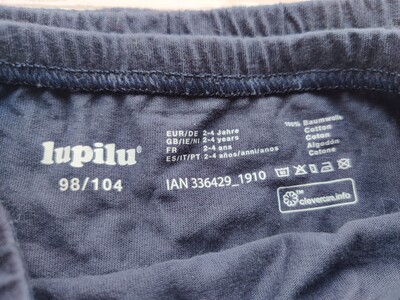 lupilu®
98/104
EUR/DE 2-4 Jahre
GB/IE/NI 2-4 years
FR 2-4 ans
ES/IT/PT 2-4 años/anni/anos
IAN 336429_1910
100% Baumwolle
Cotton
Coton
Algodón
Cotone
clevercare.info